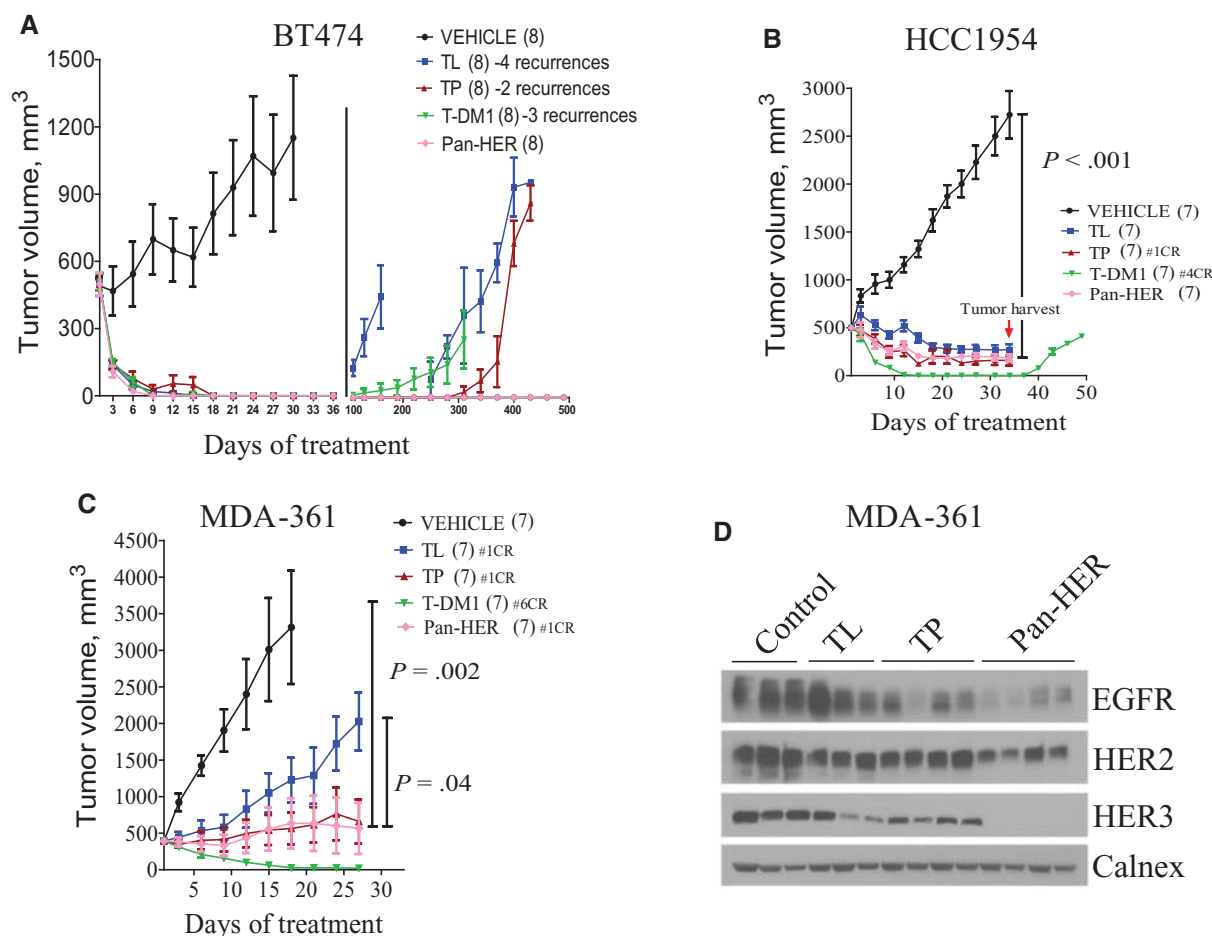 A
BT474
VEHICLE (8)
TL (8) -4 recurrences
TP (8) -2 recurrences
T-DM1 (8) -3 recurrences
Pan-HER (8)
Tumor volume, mm³
1500
1200
900
600
300
0
3 6 9 12 15 18 21 24 27 30 33 36
100 200 300 400 500
Days of treatment
B
HCC1954
Tumor volume, mm³
3000
2500
2000
1500
1000
500
0
P < .001
VEHICLE (7)
TL (7)
TP (7) #1CR
T-DM1 (7) #4CR
Pan-HER (7)
Tumor harvest
10 20 30 40 50
Days of treatment
C
MDA-361
VEHICLE (7)
TL (7) #1CR
TP (7) #1CR
T-DM1 (7) #6CR
Pan-HER (7) #1CR
Tumor volume, mm³
4500
4000
3500
3000
2500
2000
1500
1000
500
0
P = .002
P = .04
5 10 15 20 25 30
Days of treatment
D
MDA-361
Control
TL
TP
Pan-HER
EGFR
HER2
HER3
Calnex